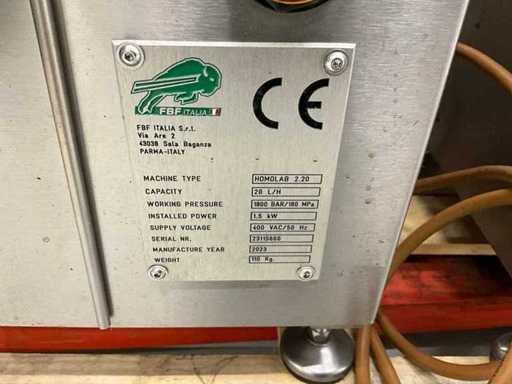 FBF ITALIA
CE
FBF ITALIA S.r.l.
Via Are 2
43038 Sala Baganza
PARMA-ITALY
MACHINE TYPE HOMOLAB 2.20
CAPACITY 20 L/H
WORKING PRESSURE 1800 BAR/180 MPa
INSTALLED POWER 1.5 kW
SUPPLY VOLTAGE 400 VAC/50 Hz
SERIAL NR. 23115660
MANUFACTURE YEAR 2023
WEIGHT 110 Kg.